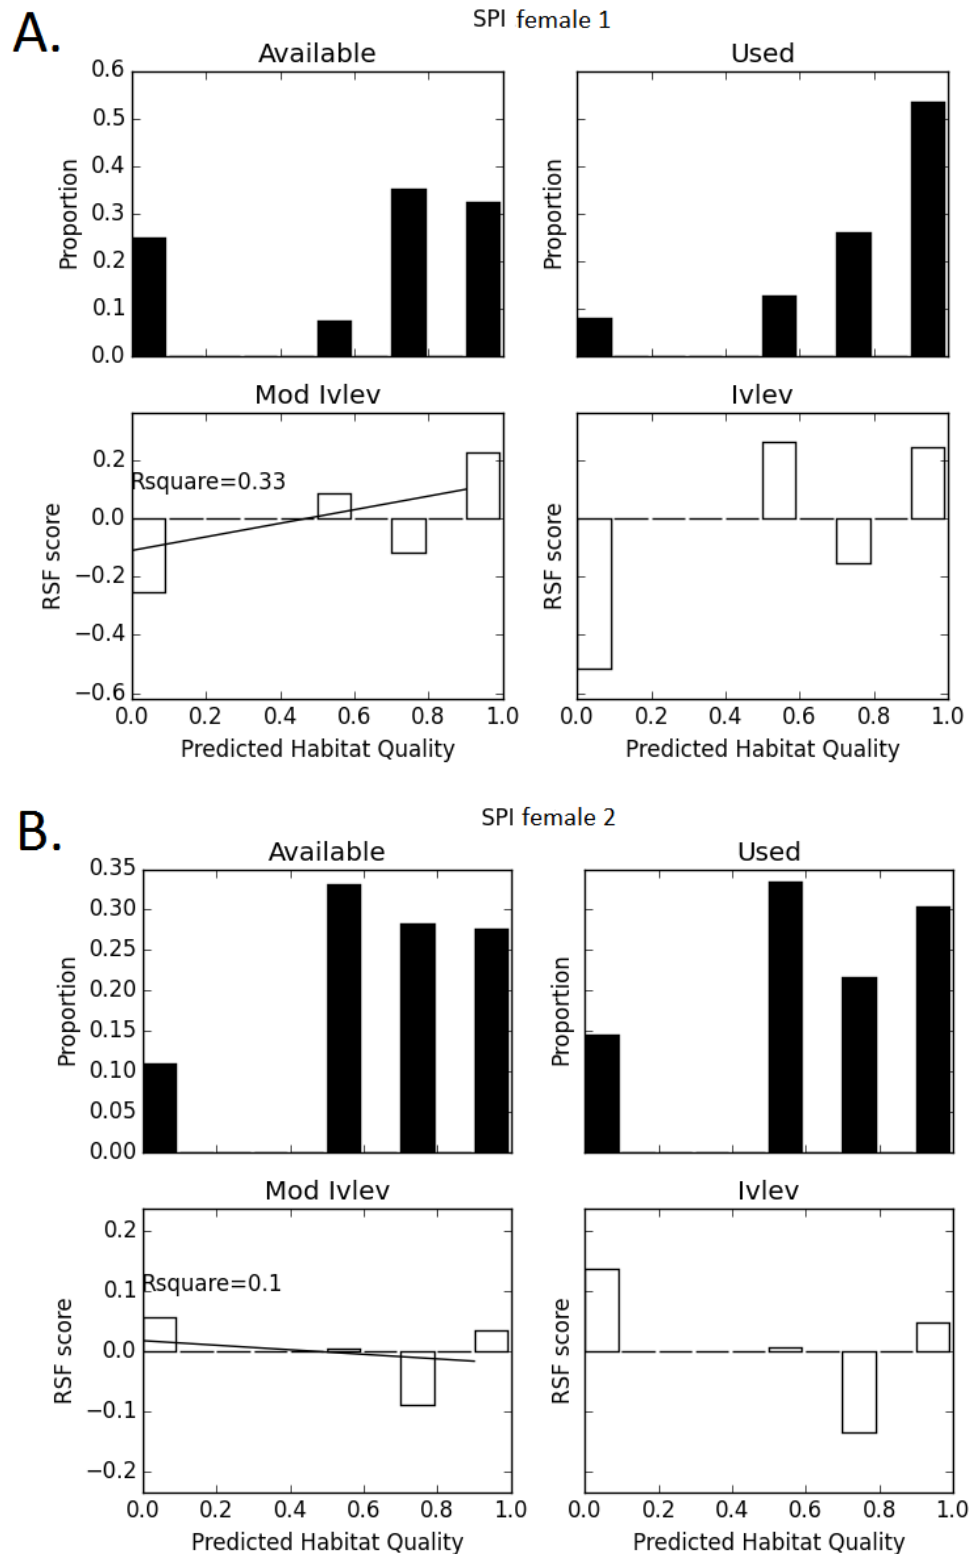 A.
SPI female 1
Available
Used
0.6
0.5
0.4
0.3
0.2
0.1
0.0
Proportion
Proportion
Mod Ivlev
Ivlev
0.2
0.0
−0.2
−0.4
−0.6
RSF score
Rsquare=0.33
RSF score
0.0 0.2 0.4 0.6 0.8 1.0
0.0 0.2 0.4 0.6 0.8 1.0
Predicted Habitat Quality
Predicted Habitat Quality
B.
SPI female 2
Available
Used
0.35
0.30
0.25
0.20
0.15
0.10
0.05
0.00
Proportion
Proportion
Mod Ivlev
Ivlev
0.2
0.1
0.0
−0.1
−0.2
RSF score
Rsquare=0.1
RSF score
0.0 0.2 0.4 0.6 0.8 1.0
0.0 0.2 0.4 0.6 0.8 1.0
Predicted Habitat Quality
Predicted Habitat Quality